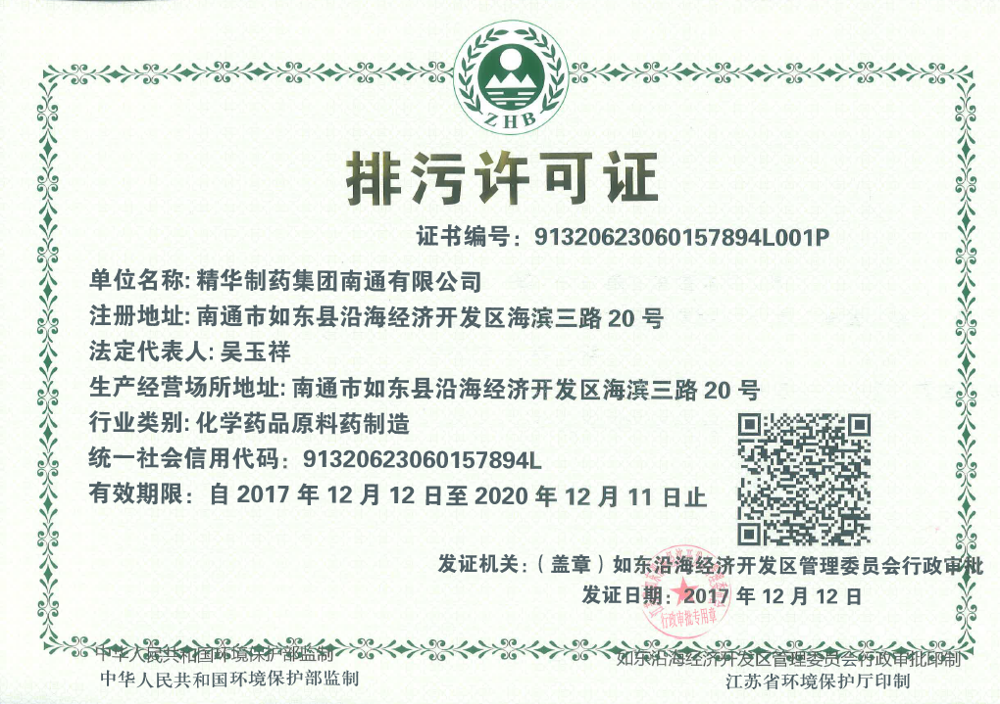 ZHB
排污许可证
证书编号：91320623060157894L001P
单位名称: 精华制药集团南通有限公司
注册地址: 南通市如东县沿海经济开发区海滨三路 20 号
法定代表人: 吴玉祥
生产经营场所地址: 南通市如东县沿海经济开发区海滨三路 20 号
行业类别: 化学药品原料药制造
统一社会信用代码：91320623060157894L
有效期限：自 2017 年 12 月 12 日至 2020 年 12 月 11 日止
发证机关：（盖章）如东沿海经济开发区管理委员会行政审批
发证日期：2017 年 12 月 12 日
行政审批专用章
中华人民共和国环境保护部监制
如东沿海经济开发区管理委员会行政审批印制
中华人民共和国环境保护部监制
江苏省环境保护厅印制